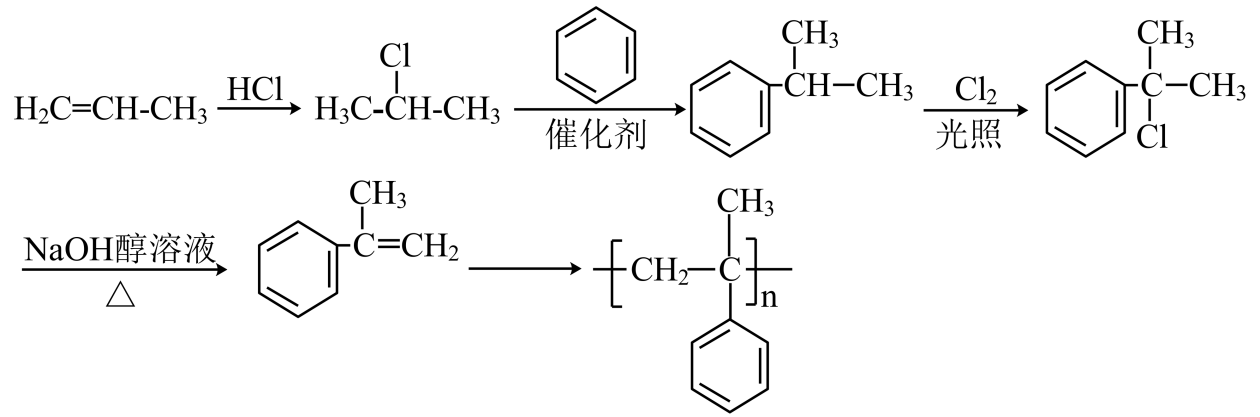 CH₃
Cl
CH₃
H₂C=CH-CH₃
HCl
H₃C-CH-CH₃
催化剂
CH—CH₃
Cl₂
光照
C—CH₃
Cl
CH₃
NaOH醇溶液
△
C=CH₂
CH₃
[CH₂—C]n